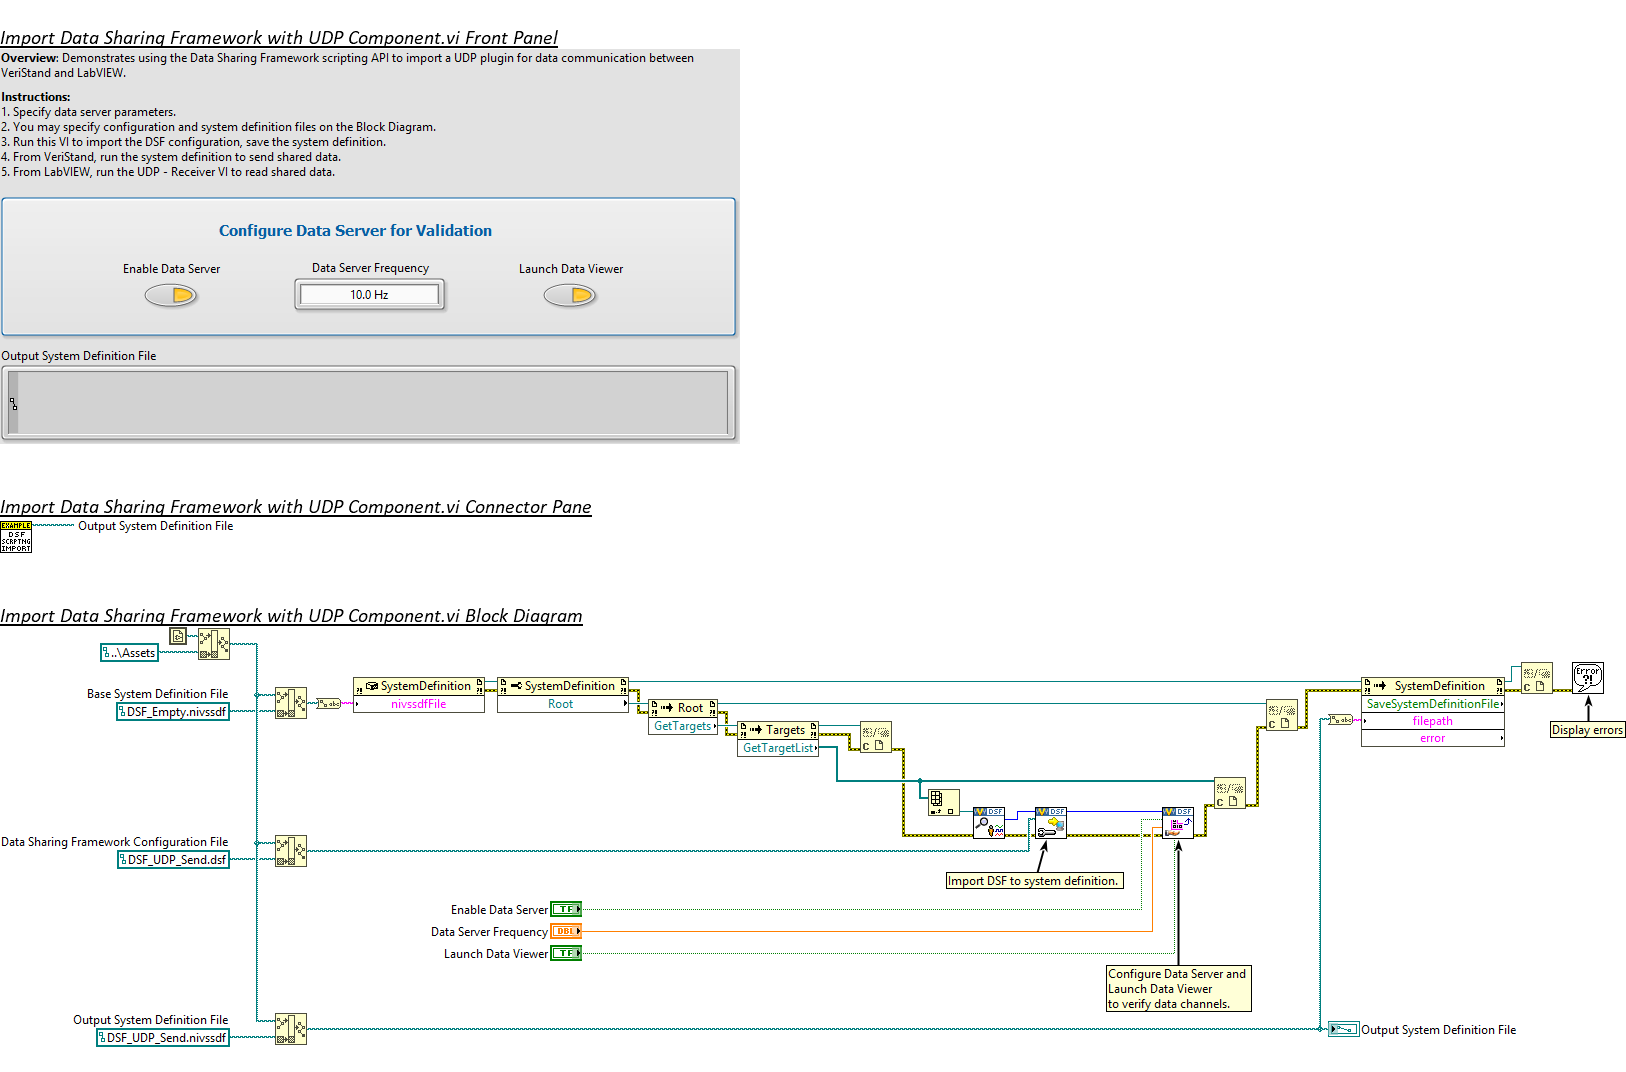 Import Data Sharing Framework with UDP Component.vi Front Panel
Overview: Demonstrates using the Data Sharing Framework scripting API to import a UDP plugin for data communication between
VeriStand and LabVIEW.
Instructions:
1. Specify data server parameters.
2. You may specify configuration and system definition files on the Block Diagram.
3. Run this VI to import the DSF configuration, save the system definition.
4. From VeriStand, run the system definition to send shared data.
5. From LabVIEW, run the UDP - Receiver VI to read shared data.
Configure Data Server for Validation
Enable Data Server
Data Server Frequency
Launch Data Viewer
10.0 Hz
Output System Definition File
Import Data Sharing Framework with UDP Component.vi Connector Pane
EXAMPLE
DSF
SCRPTNG
IMPORT
Output System Definition File
Import Data Sharing Framework with UDP Component.vi Block Diagram
..\Assets
Base System Definition File
DSF_Empty.nivssdf
abc
SystemDefinition
nivssdfFile
SystemDefinition
Root
Root
GetTargets
Targets
GetTargetList
C
C
C
SystemDefinition
SaveSystemDefinitionFile
filepath
error
abc
C
Error
?!
Display errors
DSF
DSF
DSF
Data Sharing Framework Configuration File
DSF_UDP_Send.dsf
Import DSF to system definition.
Enable Data Server
TF
Data Server Frequency
DBL
Launch Data Viewer
TF
Configure Data Server and
Launch Data Viewer
to verify data channels.
Output System Definition File
DSF_UDP_Send.nivssdf
Output System Definition File